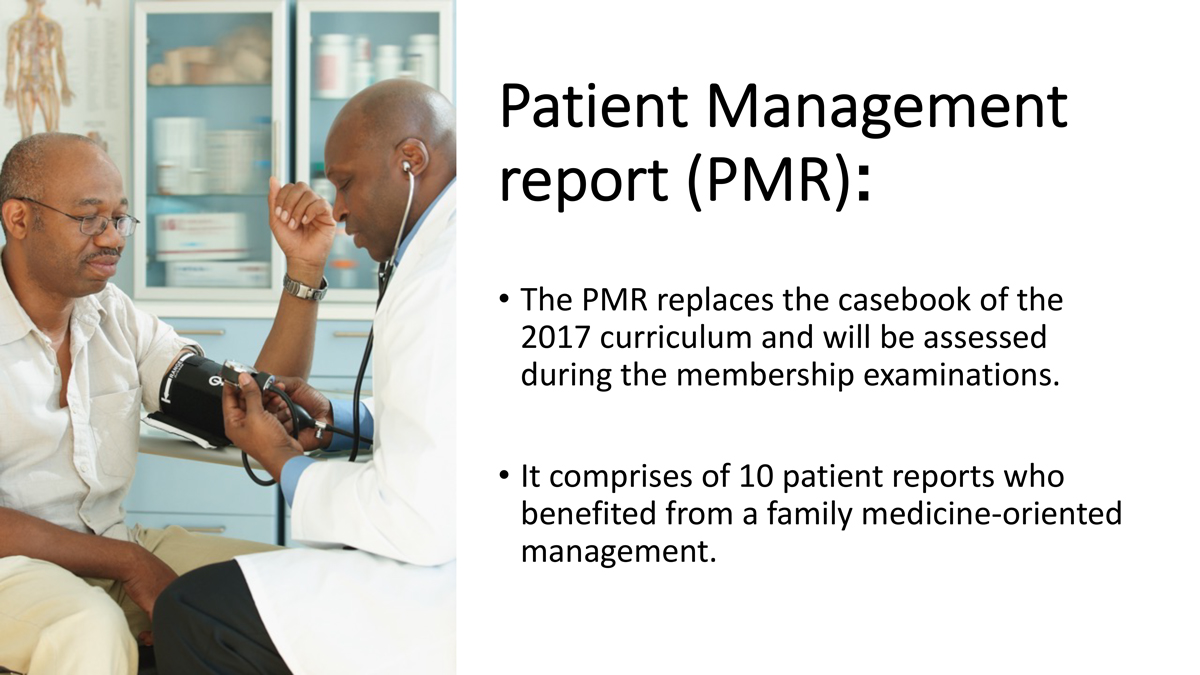 Patient Management
report (PMR):
• The PMR replaces the casebook of the
2017 curriculum and will be assessed
during the membership examinations.
• It comprises of 10 patient reports who
benefited from a family medicine-oriented
management.